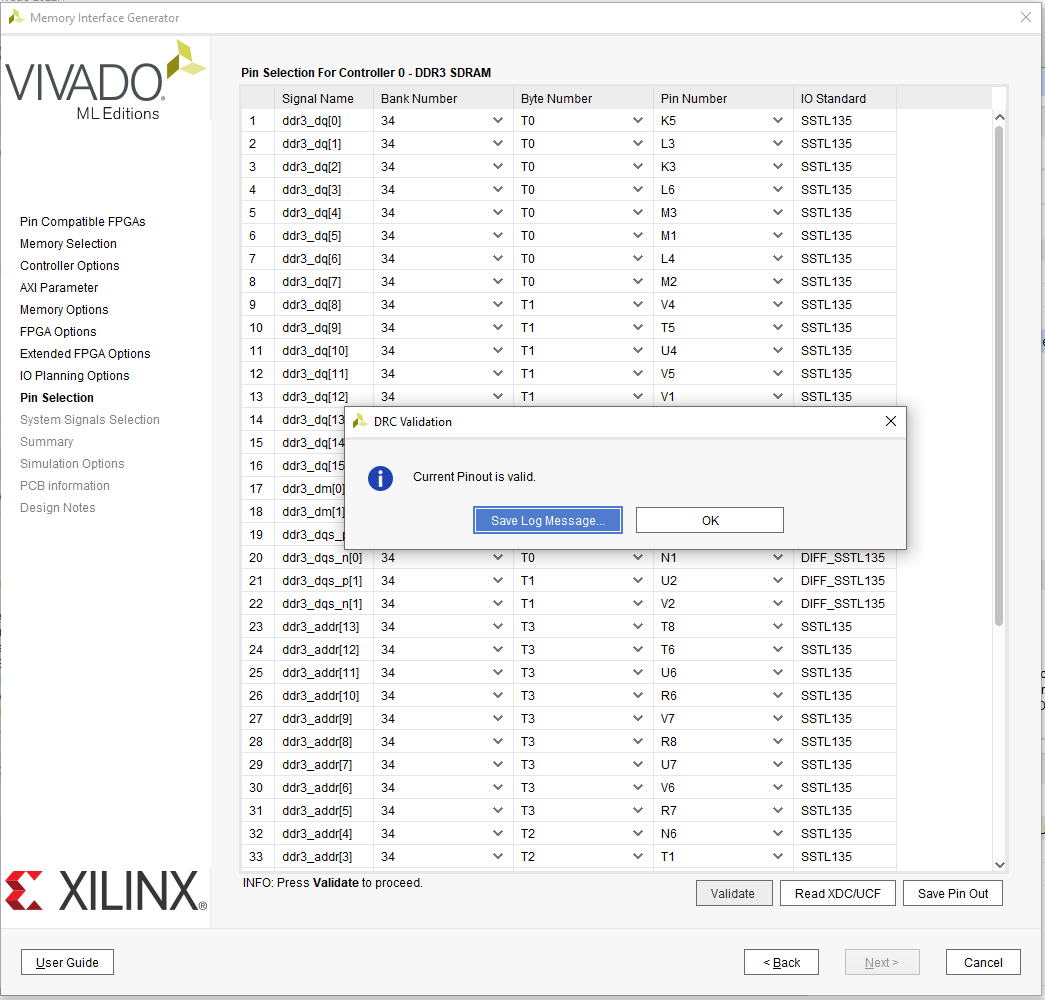 Memory Interface Generator
VIVADO.
ML Editions
Pin Compatible FPGAs
Memory Selection
Controller Options
AXI Parameter
Memory Options
FPGA Options
Extended FPGA Options
IO Planning Options
Pin Selection
System Signals Selection
Summary
Simulation Options
PCB information
Design Notes
XILINX®
Pin Selection For Controller 0 - DDR3 SDRAM
Signal Name Bank Number Byte Number Pin Number IO Standard
1 ddr3_dq[0] 34 T0 K5 SSTL135
2 ddr3_dq[1] 34 T0 L3 SSTL135
3 ddr3_dq[2] 34 T0 K3 SSTL135
4 ddr3_dq[3] 34 T0 L6 SSTL135
5 ddr3_dq[4] 34 T0 M3 SSTL135
6 ddr3_dq[5] 34 T0 M1 SSTL135
7 ddr3_dq[6] 34 T0 L4 SSTL135
8 ddr3_dq[7] 34 T0 M2 SSTL135
9 ddr3_dq[8] 34 T1 V4 SSTL135
10 ddr3_dq[9] 34 T1 T5 SSTL135
11 ddr3_dq[10] 34 T1 U4 SSTL135
12 ddr3_dq[11] 34 T1 V5 SSTL135
13 ddr3_dq[12] 34 T1 V1 SSTL135
14 ddr3_dq[13
15 ddr3_dq[14
16 ddr3_dq[15
17 ddr3_dm[0]
18 ddr3_dm[1]
19 ddr3_dqs_p
DRC Validation
Current Pinout is valid.
Save Log Message... OK
20 ddr3_dqs_n[0] 34 T0 N1 DIFF_SSTL135
21 ddr3_dqs_p[1] 34 T1 U2 DIFF_SSTL135
22 ddr3_dqs_n[1] 34 T1 V2 DIFF_SSTL135
23 ddr3_addr[13] 34 T3 T8 SSTL135
24 ddr3_addr[12] 34 T3 T6 SSTL135
25 ddr3_addr[11] 34 T3 U6 SSTL135
26 ddr3_addr[10] 34 T3 R6 SSTL135
27 ddr3_addr[9] 34 T3 V7 SSTL135
28 ddr3_addr[8] 34 T3 R8 SSTL135
29 ddr3_addr[7] 34 T3 U7 SSTL135
30 ddr3_addr[6] 34 T3 V6 SSTL135
31 ddr3_addr[5] 34 T3 R7 SSTL135
32 ddr3_addr[4] 34 T2 N6 SSTL135
33 ddr3_addr[3] 34 T2 T1 SSTL135
INFO: Press Validate to proceed.
Validate Read XDC/UCF Save Pin Out
User Guide < Back Next > Cancel